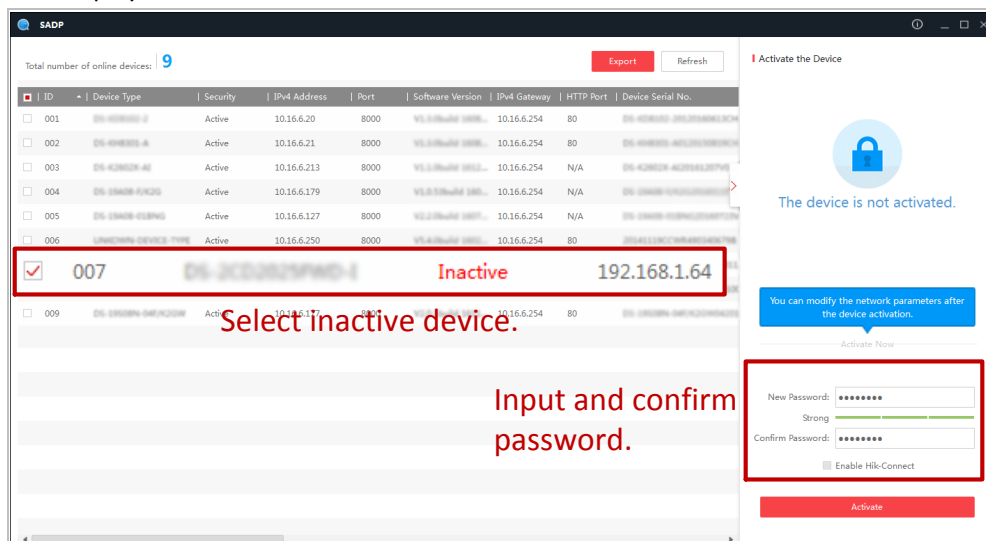 SADP
Total number of online devices: 9
Export
Refresh
ID | Device Type | Security | IPv4 Address | Port | Software Version | IPv4 Gateway | HTTP Port | Device Serial No.
001 Active 10.16.6.20 8000 10.16.6.254 80
002 Active 10.16.6.21 8000 10.16.6.254 80
003 Active 10.16.6.213 8000 10.16.6.254 N/A
004 Active 10.16.6.179 8000 10.16.6.254 N/A
005 Active 10.16.6.127 8000 10.16.6.254 N/A
006 Active 10.16.6.250 8000 10.16.6.254 80
007 Inactive 192.168.1.64
009 Active 8000 10.16.6.254 80
Select inactive device.
Input and confirm
password.
Activate the Device
The device is not activated.
You can modify the network parameters after
the device activation.
Activate Now
New Password: ●●●●●●●●
Strong
Confirm Password: ●●●●●●●●
Enable Hik-Connect
Activate